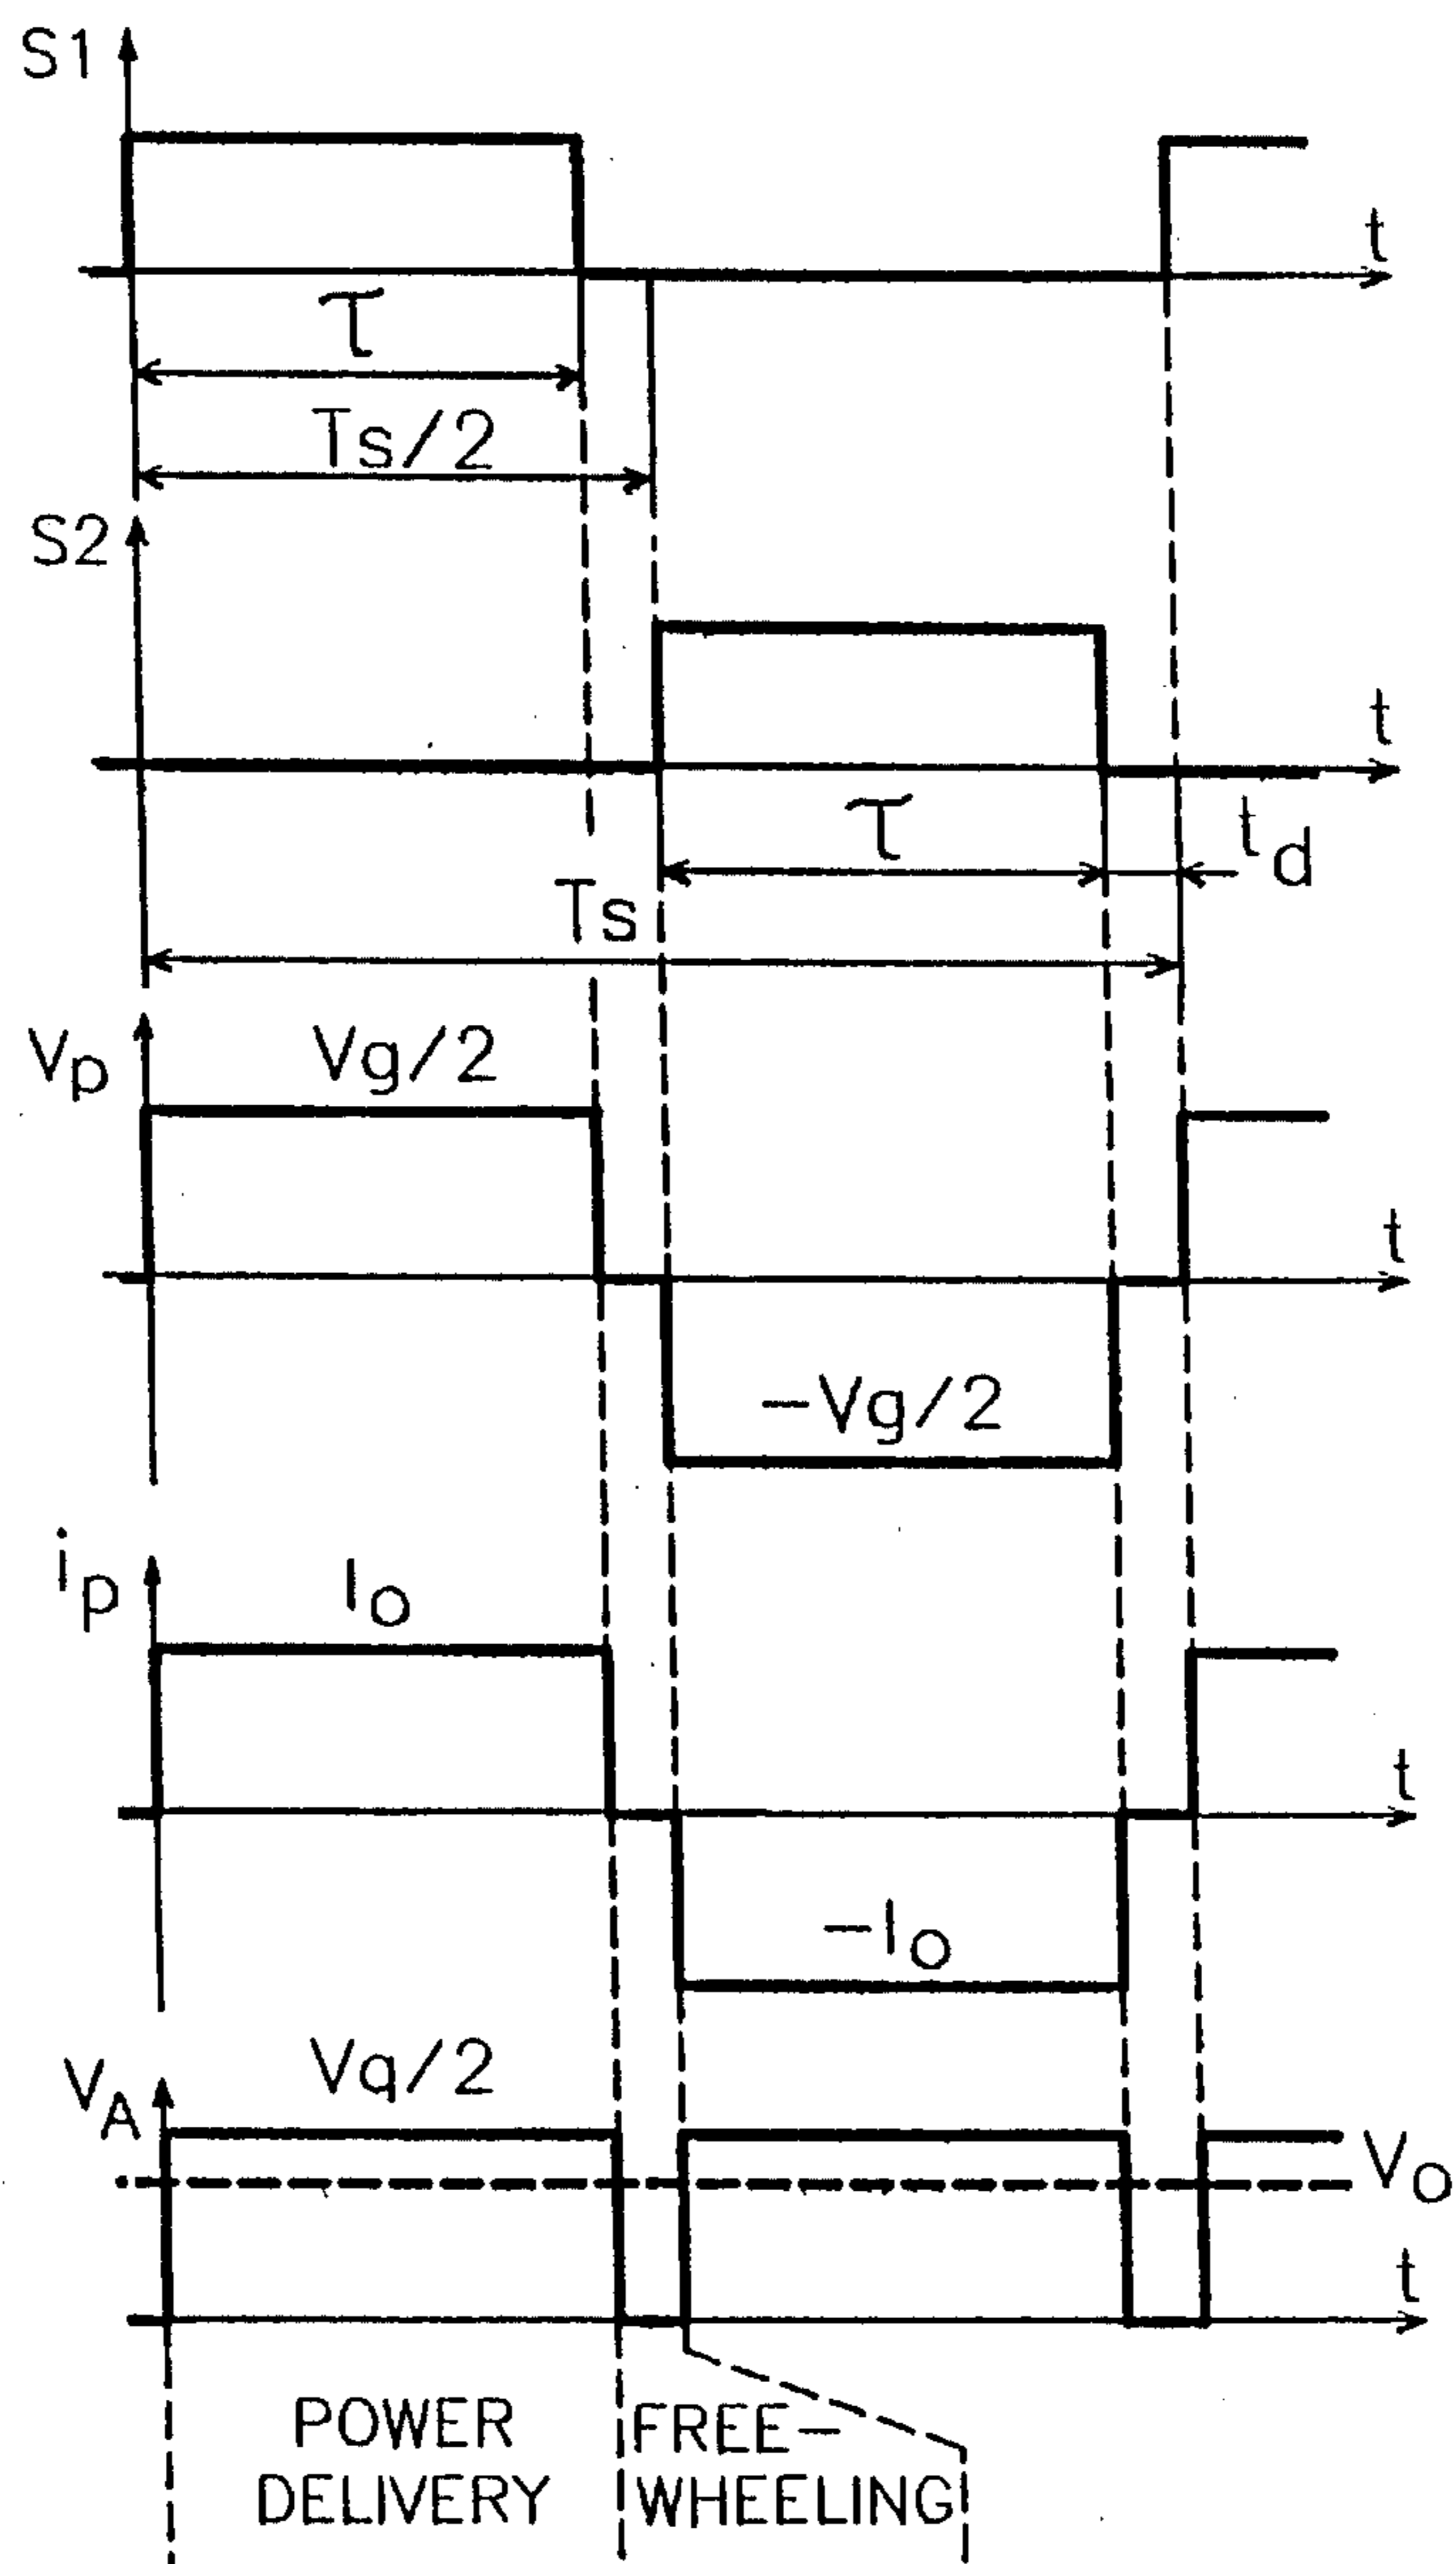 S1
t
τ
Ts/2
S2
t
τ
td
Ts
Vp
Vg/2
t
-Vg/2
ip
Io
t
-Io
VA
Vg/2
Vo
t
POWER
DELIVERY
FREE-
WHEELING